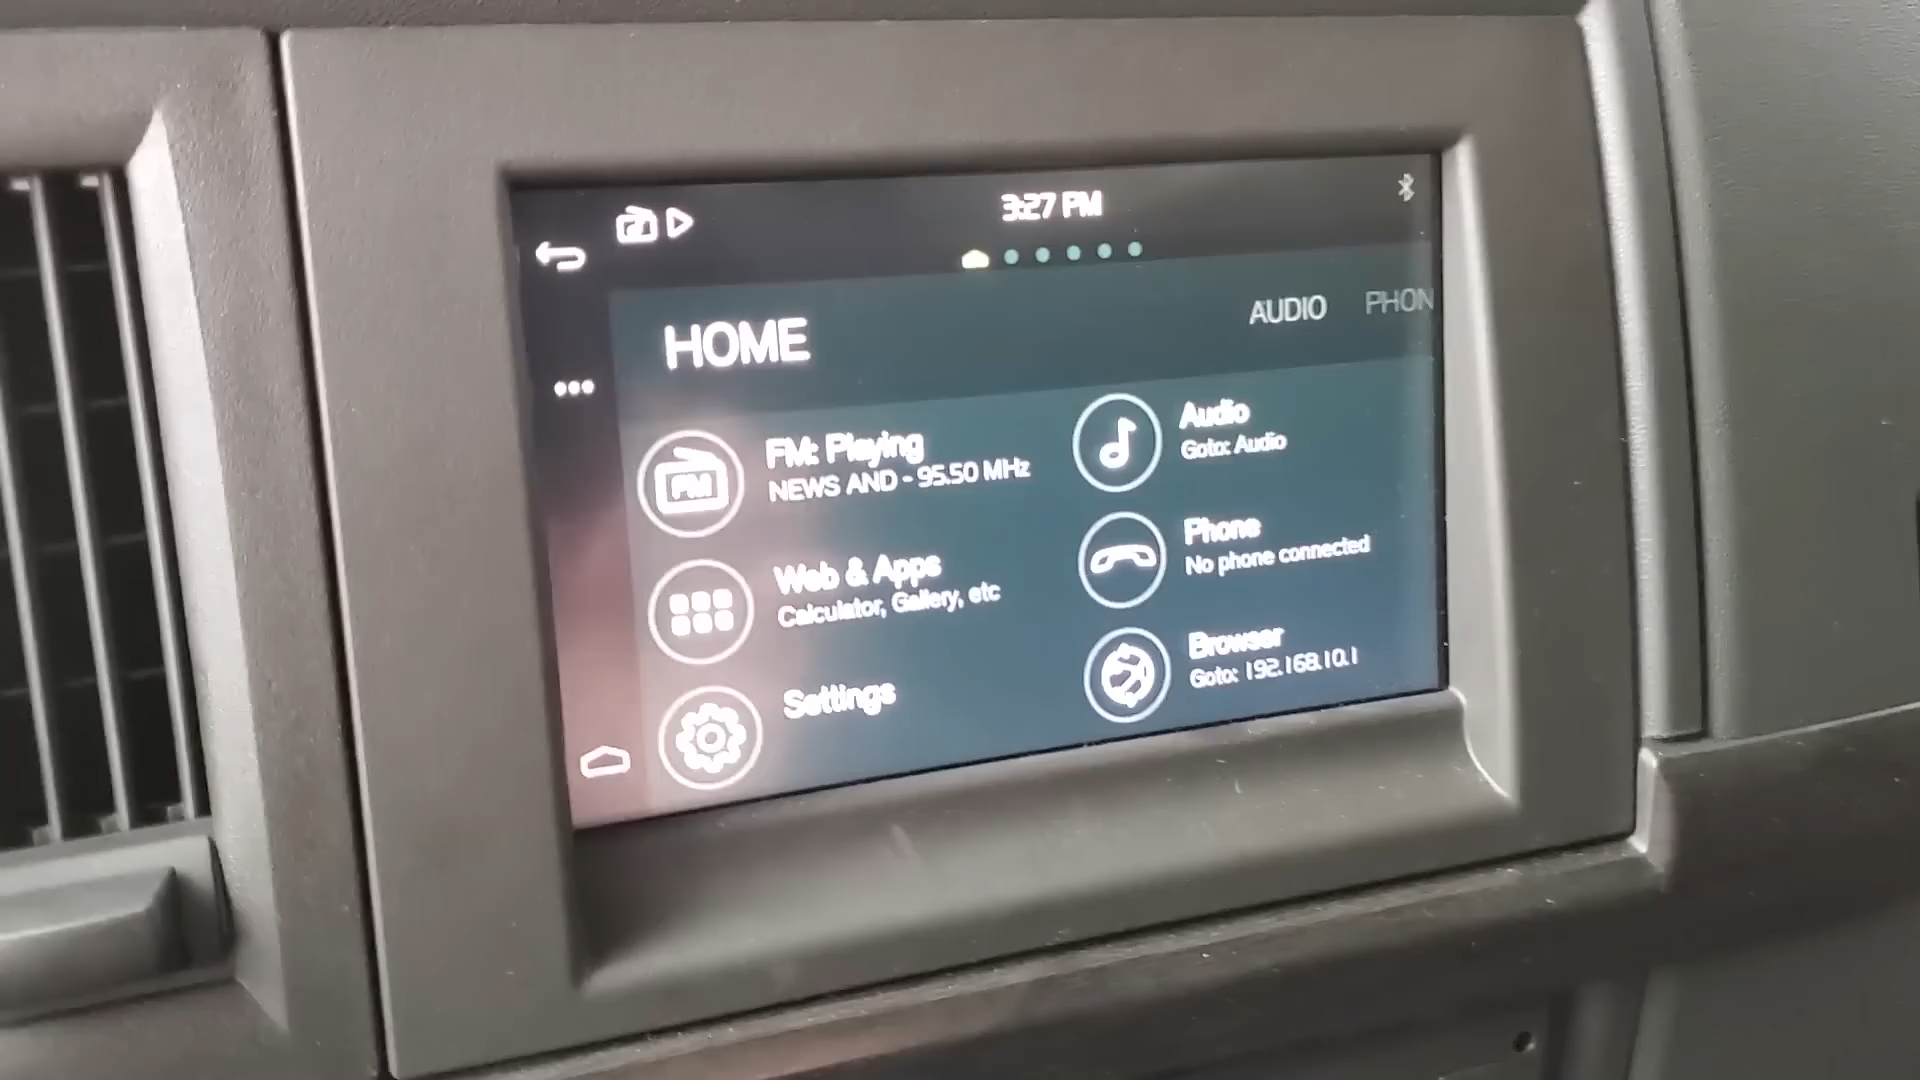 3:27 PM
HOME
AUDIO
PHON
FM: Playing
NEWS AND - 95.50 MHz
FM
Audio
Goto: Audio
Web & Apps
Calculator, Gallery, etc
Phone
No phone connected
Settings
Browser
Goto: 192.168.10.1